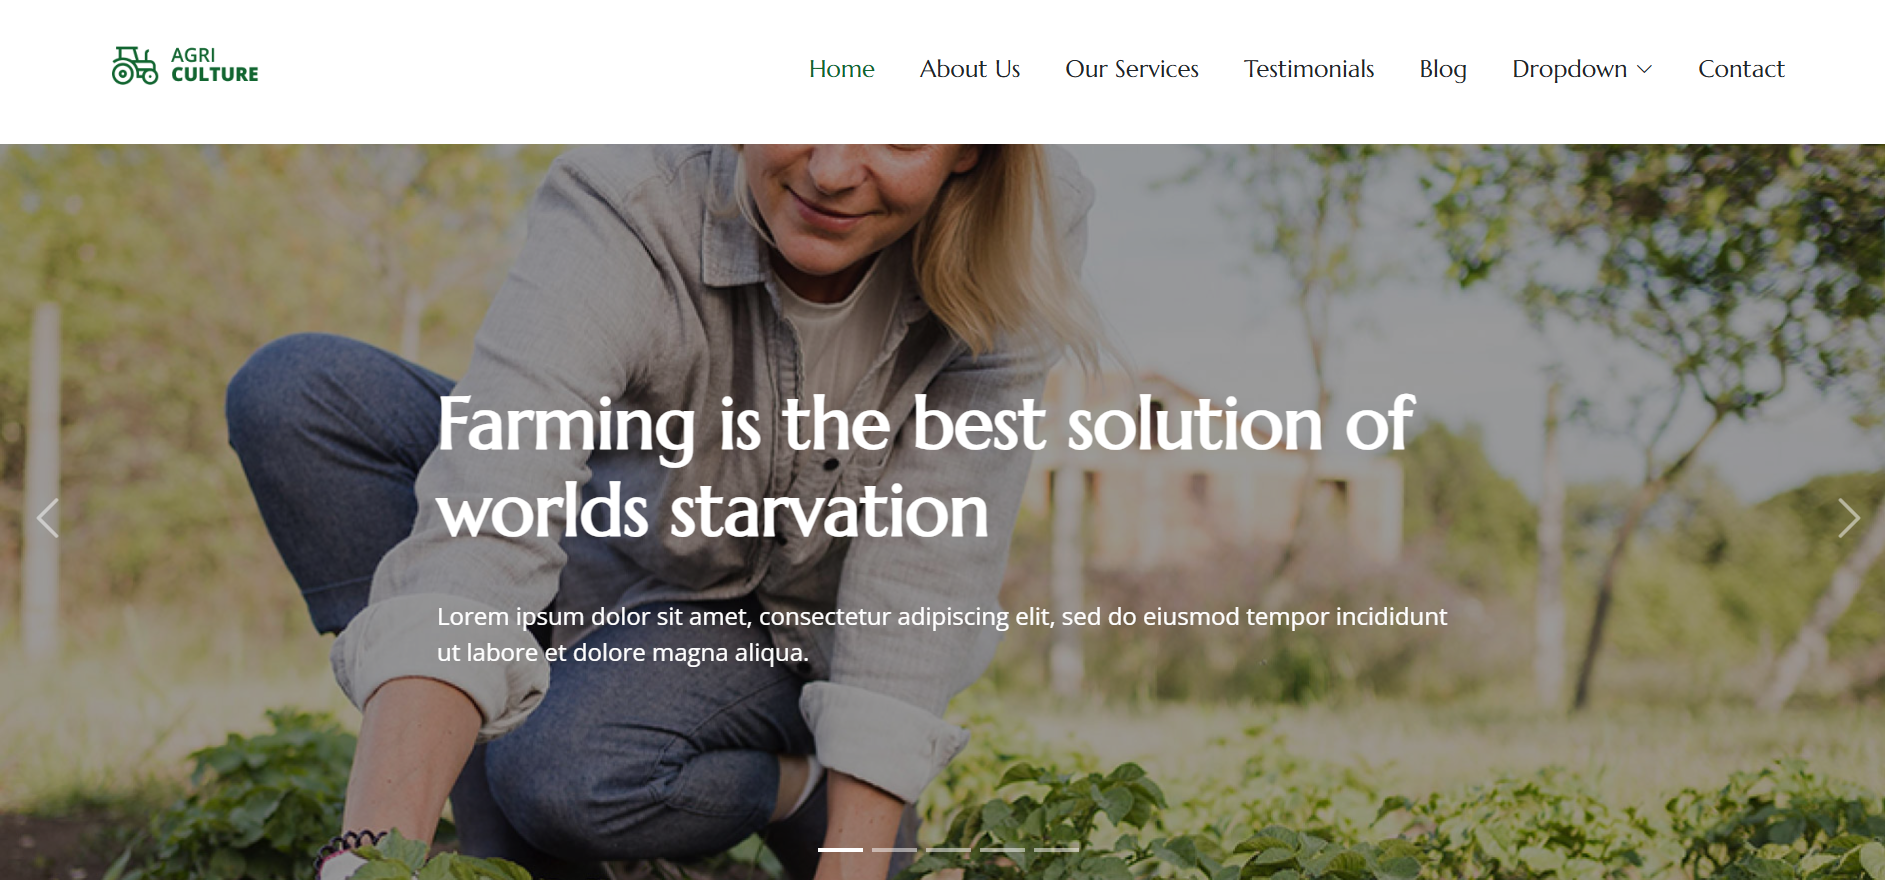 AGRI
CULTURE
Home About Us Our Services Testimonials Blog Dropdown Contact
Farming is the best solution of
worlds starvation
Lorem ipsum dolor sit amet, consectetur adipiscing elit, sed do eiusmod tempor incididunt
ut labore et dolore magna aliqua.